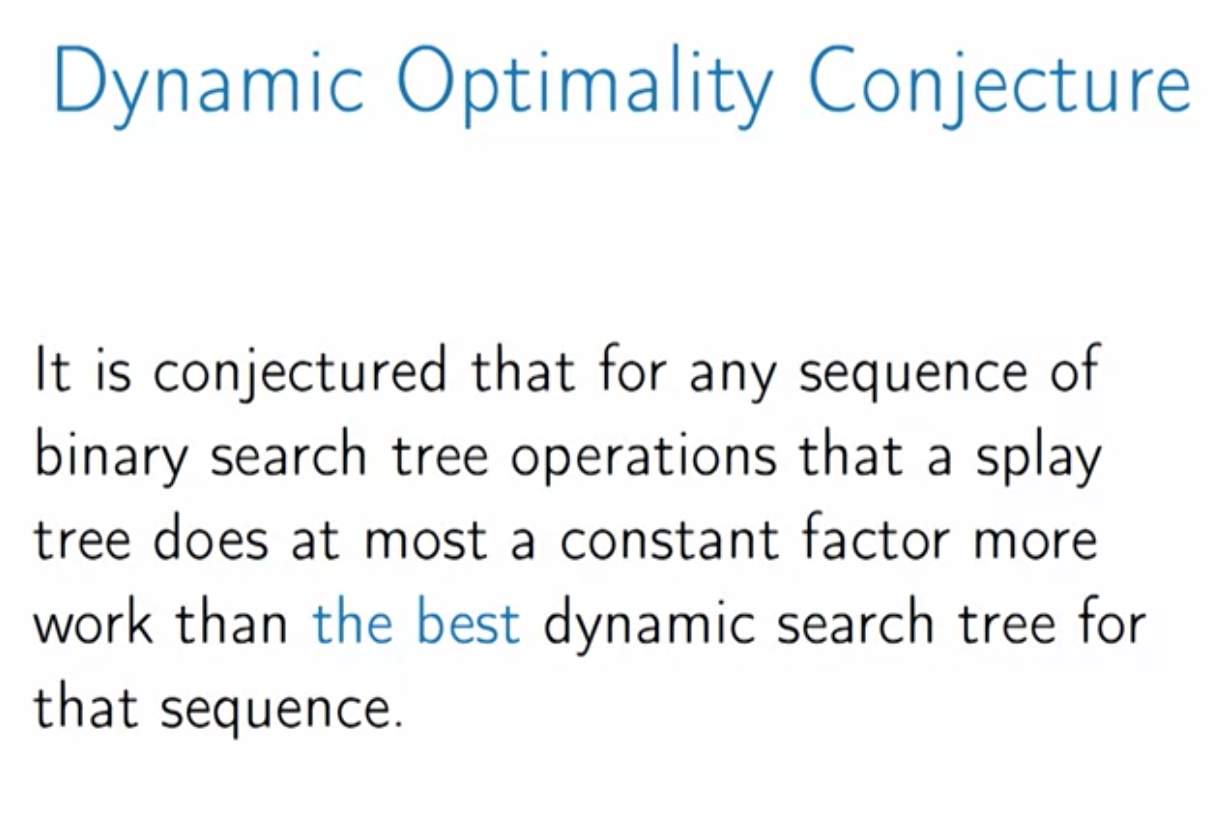 Dynamic Optimality Conjecture
It is conjectured that for any sequence of
binary search tree operations that a splay
tree does at most a constant factor more
work than the best dynamic search tree for
that sequence.